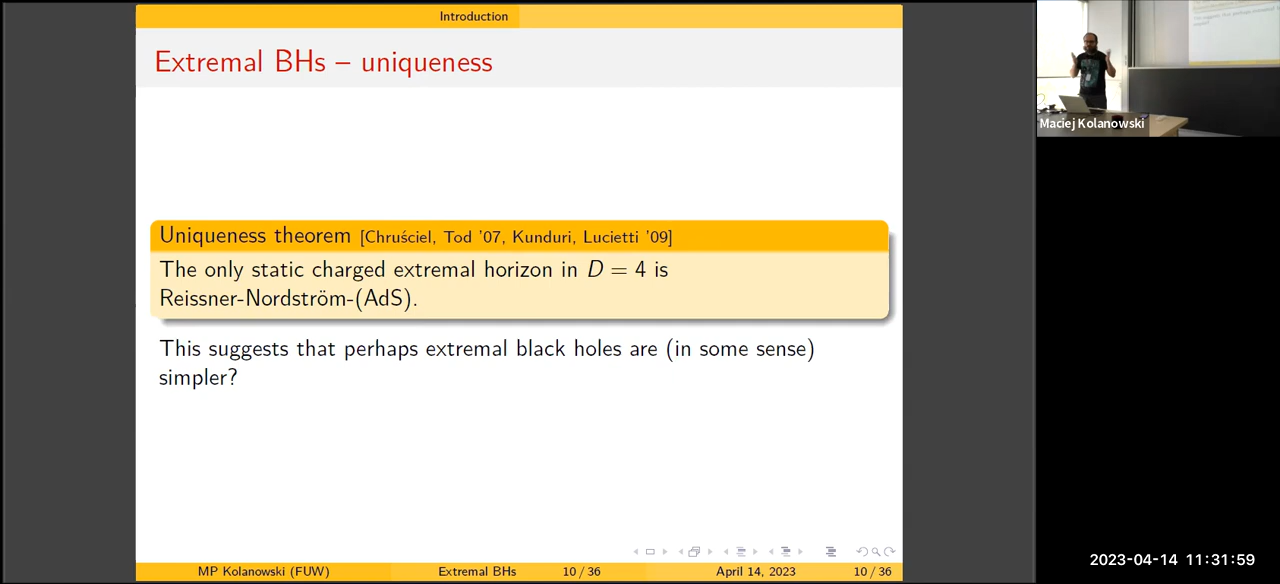 Introduction
Extremal BHs – uniqueness
Uniqueness theorem [Chruściel, Tod '07, Kunduri, Lucietti '09]
The only static charged extremal horizon in D = 4 is
Reissner-Nordström-(AdS).
This suggests that perhaps extremal black holes are (in some sense)
simpler?
MP Kolanowski (FUW)
Extremal BHs
10 / 36
April 14, 2023
10 / 36
Maciej Kolanowski
2023-04-14 11:31:59